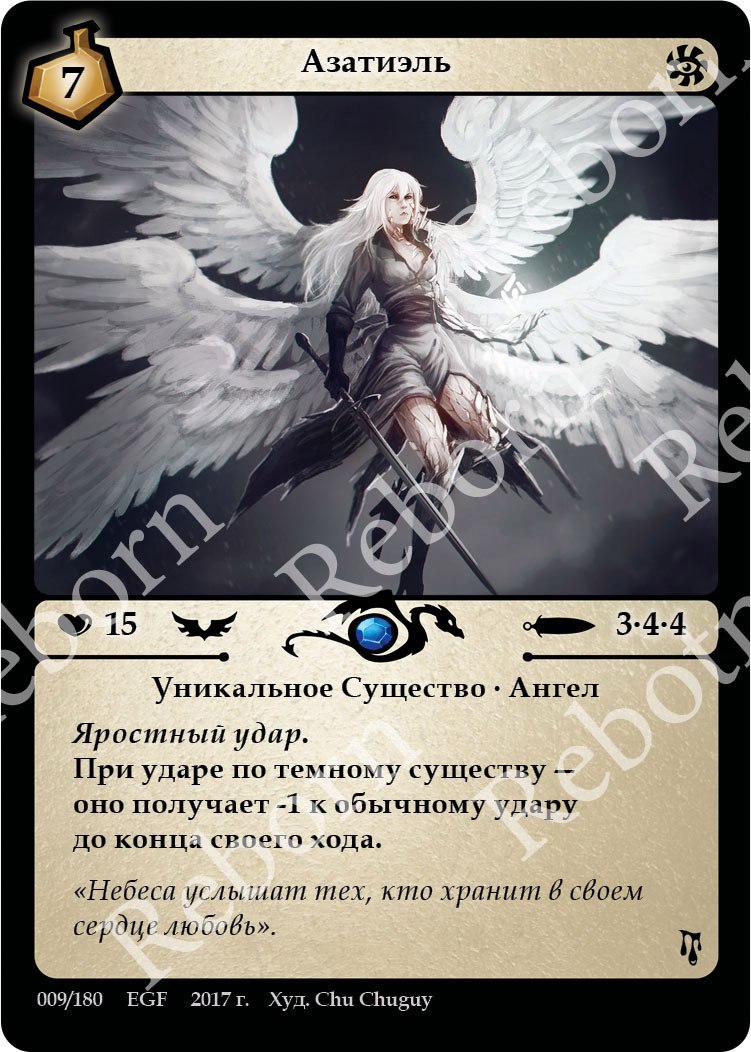 7
Азатиэль
15
3·4·4
Уникальное Существо · Ангел
Яростный удар.
При ударе по темному существу –
оно получает -1 к обычному удару
до конца своего хода.
«Небеса услышат тех, кто хранит в своем
сердце любовь».
009/180 EGF 2017 г. Худ. Chu Chuguy
Reborn
Reborn
Reborn
Reborn
Rebotn
Reborn